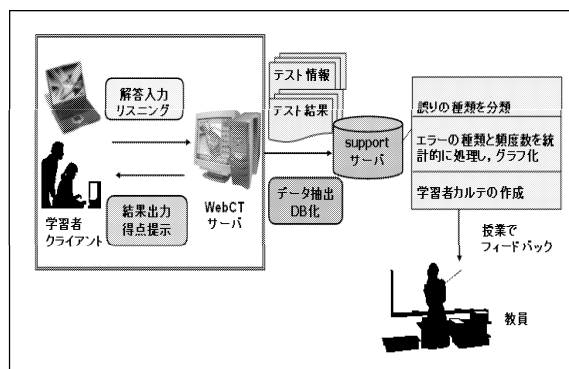 解答入力
リスニング
結果出力
得点提示
学習者
クライアント
WebCT
サーバ
テスト情報
テスト結果
データ抽出
DB化
support
サーバ
誤りの種類を分類
エラーの種類と頻度数を統
計的に処理し，グラフ化
学習者カルテの作成
授業で
フィードバック
教員